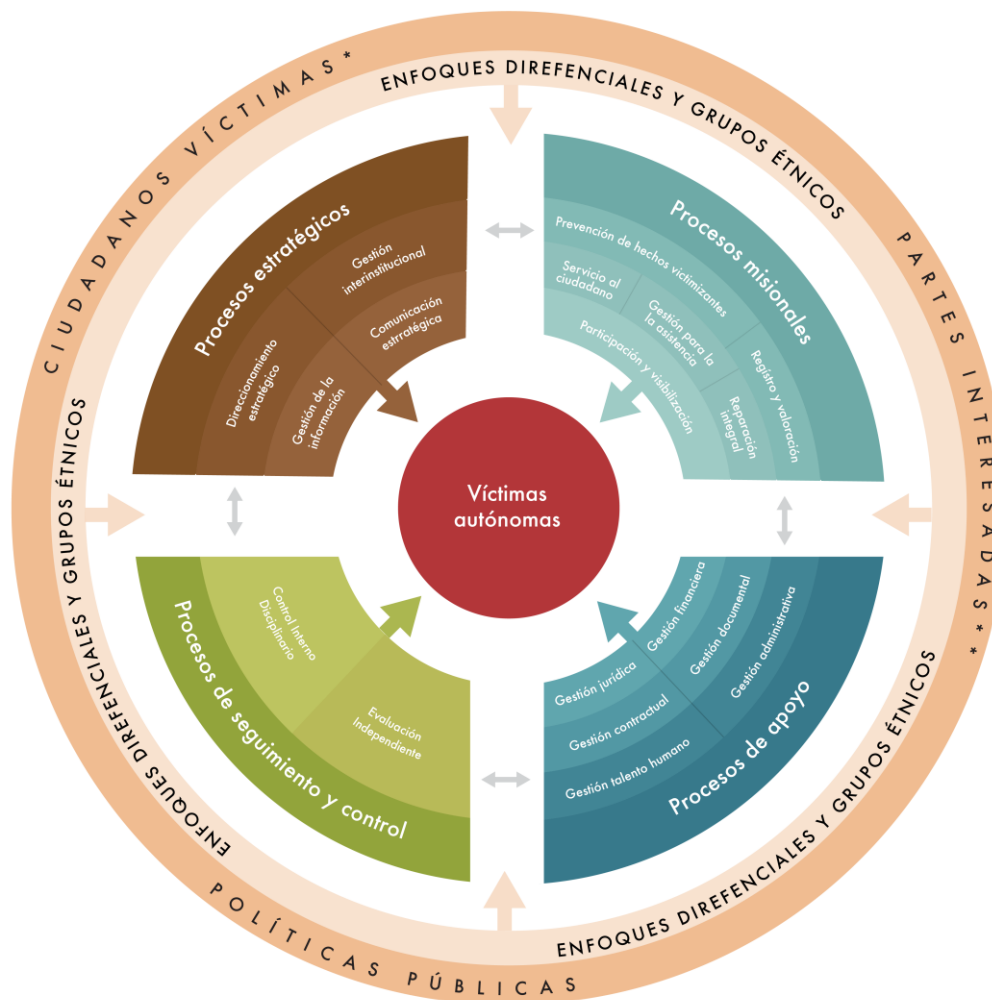 CIUDADANOS VÍCTIMAS*
ENFOQUES DIREFENCIALES Y GRUPOS ÉTNICOS
PARTES INTERESADAS**
Procesos estratégicos
Gestión
interinstitucional
Comunicación
estrratégica
Direccionamiento
estratégico
Gestión de la
información
Procesos misionales
Prevención de hechos victimizantes
Servicio al
ciudadano
Gestión para la
la asistencia
Participación y visibilización
Registro y valoración
Reparación
integral
Víctimas
autónomas
ENFOQUES DIREFENCIALES Y GRUPOS ÉTNICOS
Procesos de seguimiento y control
Control interno
Disciplinario
Evaluación
Independiente
Procesos de apoyo
Gestión financiera
Gestión documental
Gestión administrativa
Gestión jurídica
Gestión contractual
Gestión talento humano
ENFOQUES DIREFENCIALES Y GRUPOS ÉTNICOS
POLÍTICAS PÚBLICAS